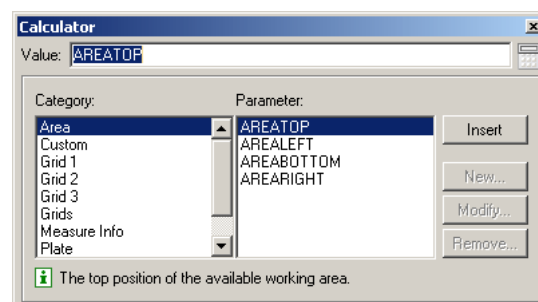 Calculator
Value: AREATOP
Category:
Parameter:
Area
Custom
Grid 1
Grid 2
Grid 3
Grids
Measure Info
Plate
AREATOP
AREALEFT
AREABOTTOM
AREARIGHT
Insert
New...
Modify...
Remove...
The top position of the available working area.